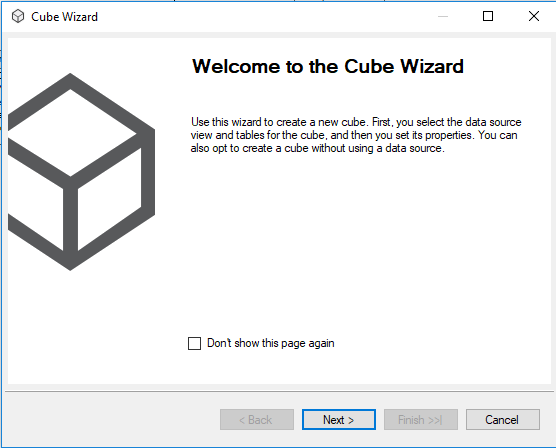 Cube Wizard
Welcome to the Cube Wizard
Use this wizard to create a new cube. First, you select the data source
view and tables for the cube, and then you set its properties. You can
also opt to create a cube without using a data source.
Don't show this page again
< Back Next > Finish >>| Cancel